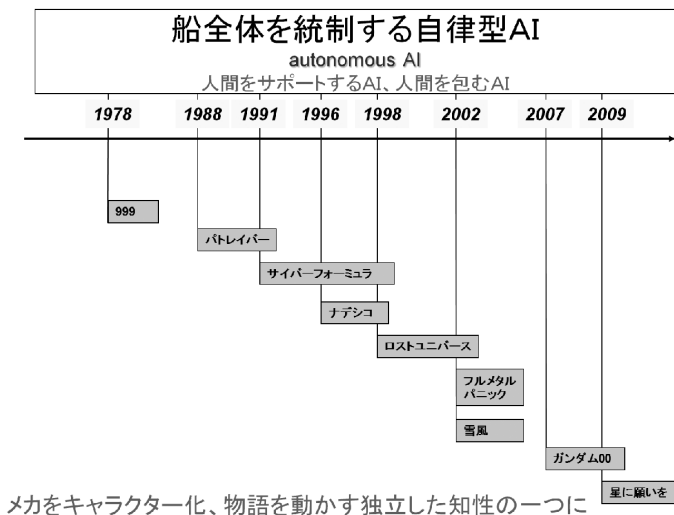 船全体を統制する自律型AI
autonomous AI
人間をサポートするAI、人間を包むAI
1978 1988 1991 1996 1998 2002 2007 2009
999
パトレイバー
サイバーフォーミュラ
ナデシコ
ロストユニバース
フルメタル
パニック
雪風
ガンダム00
星に願いを
メカをキャラクター化、物語を動かす独立した知性の一つに